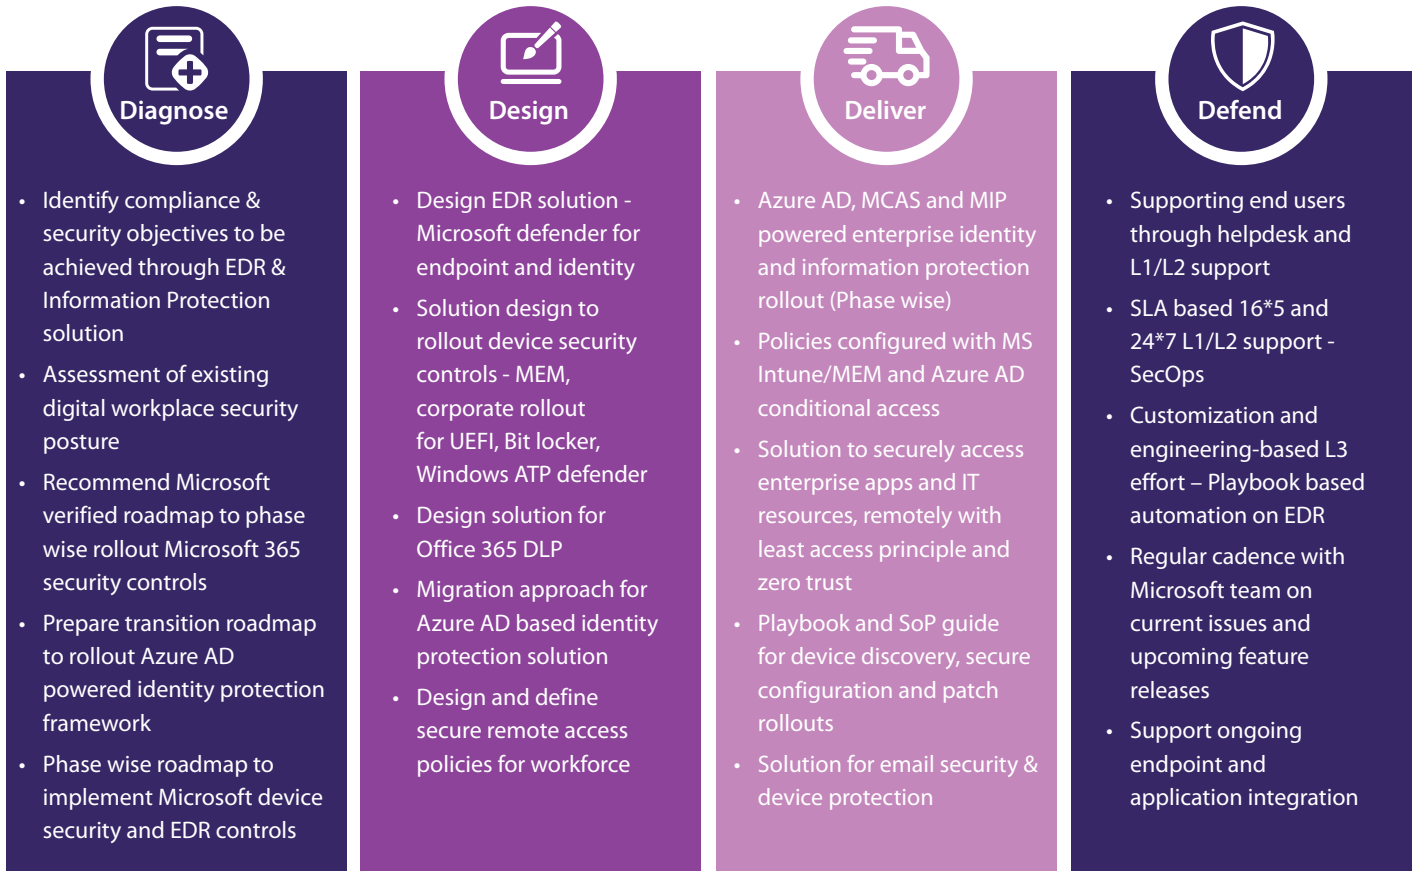 Diagnose
• Identify compliance &
security objectives to be
achieved through EDR &
Information Protection
solution
• Assessment of existing
digital workplace security
posture
• Recommend Microsoft
verified roadmap to phase
wise rollout Microsoft 365
security controls
• Prepare transition roadmap
to rollout Azure AD
powered identity protection
framework
• Phase wise roadmap to
implement Microsoft device
security and EDR controls
Design
• Design EDR solution -
Microsoft defender for
endpoint and identity
• Solution design to
rollout device security
controls - MEM,
corporate rollout
for UEFI, Bit locker,
Windows ATP defender
• Design solution for
Office 365 DLP
• Migration approach for
Azure AD based identity
protection solution
• Design and define
secure remote access
policies for workforce
Deliver
• Azure AD, MCAS and MIP
powered enterprise identity
and information protection
rollout (Phase wise)
• Policies configured with MS
Intune/MEM and Azure AD
conditional access
• Solution to securely access
enterprise apps and IT
resources, remotely with
least access principle and
zero trust
• Playbook and SoP guide
for device discovery, secure
configuration and patch
rollouts
• Solution for email security &
device protection
Defend
• Supporting end users
through helpdesk and
L1/L2 support
• SLA based 16*5 and
24*7 L1/L2 support -
SecOps
• Customization and
engineering-based L3
effort – Playbook based
automation on EDR
• Regular cadence with
Microsoft team on
current issues and
upcoming feature
releases
• Support ongoing
endpoint and
application integration